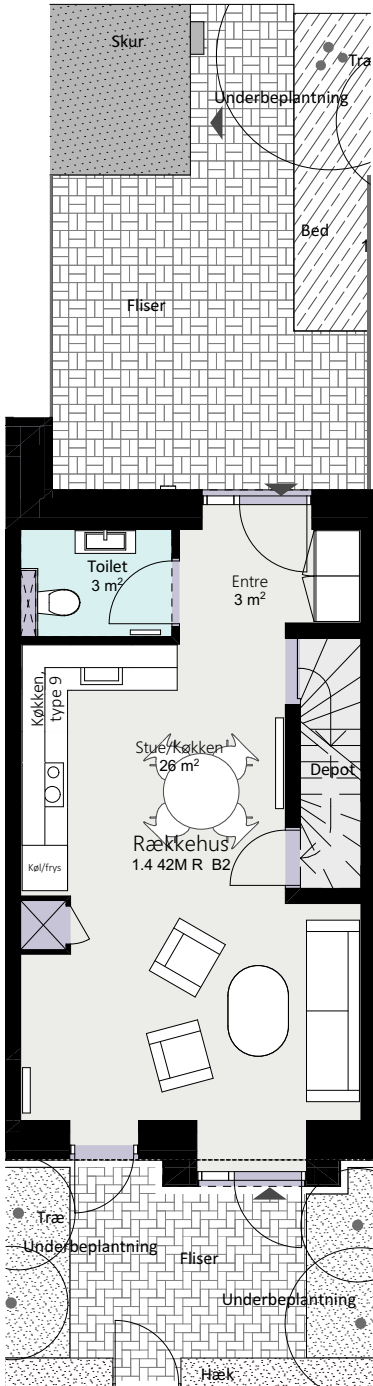 Skur
Træ
Underbeplantning
Bed
1
Fliser
Toilet
3 m²
Entre
3 m²
Køkken,
type 9
Stue/Køkken
26 m²
Depot
Rækkehus
1.4 42M R B2
Køl/frys
Træ
Underbeplantning
Fliser
Underbeplantning
Hæk